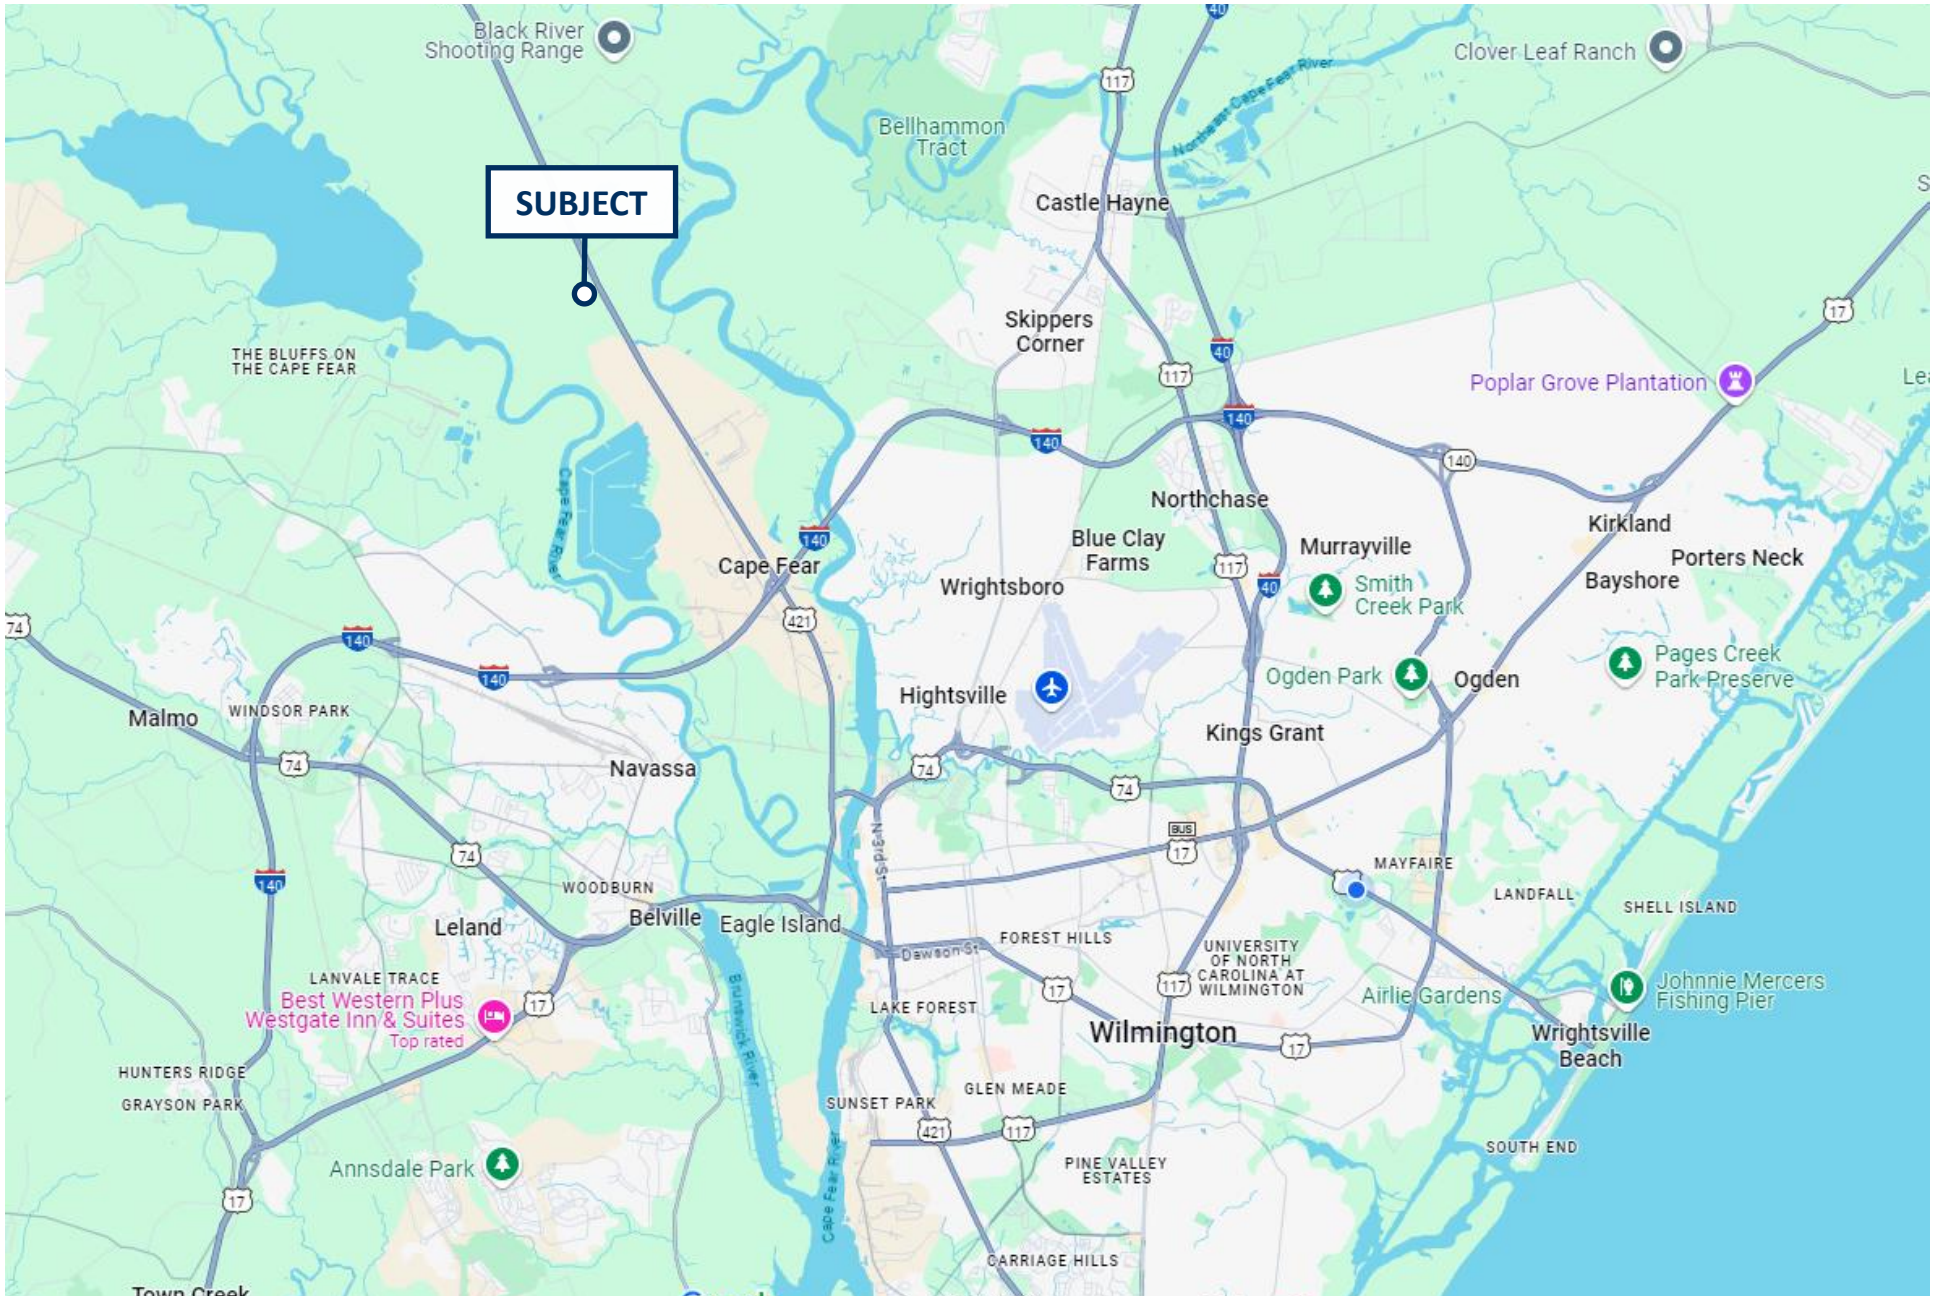 40
Black River
Shooting Range
Clover Leaf Ranch
117
Northeast Cape Fear River
Bellhammon
Tract
SUBJECT
Castle Hayne
S
17
Skippers
Corner
40
THE BLUFFS ON
THE CAPE FEAR
117
Poplar Grove Plantation
Le
140
140
140
Northchase
Cape Fear River
Kirkland
140
Blue Clay
Farms
Murrayville
Porters Neck
Cape Fear
117
Wrightsboro
40
Bayshore
Smith
Creek Park
74
421
140
140
Pages Creek
Park Preserve
Ogden Park
Ogden
Hightsville
Malmo
WINDSOR PARK
Kings Grant
74
Navassa
74
74
N 3rd St
BUS
17
74
MAYFAIRE
140
WOODBURN
LANDFALL
Belville
Eagle Island
SHELL ISLAND
Leland
FOREST HILLS
Dawson St
UNIVERSITY
OF NORTH
CAROLINA AT
WILMINGTON
LANVALE TRACE
Best Western Plus
Westgate Inn & Suites
Top rated
17
Brunswick River
17
117
Airlie Gardens
Johnnie Mercers
Fishing Pier
LAKE FOREST
Wilmington
17
Wrightsville
Beach
HUNTERS RIDGE
GRAYSON PARK
GLEN MEADE
SUNSET PARK
421
117
SOUTH END
Annsdale Park
Cape Fear River
PINE VALLEY
ESTATES
17
CARRIAGE HILLS
Town Creek